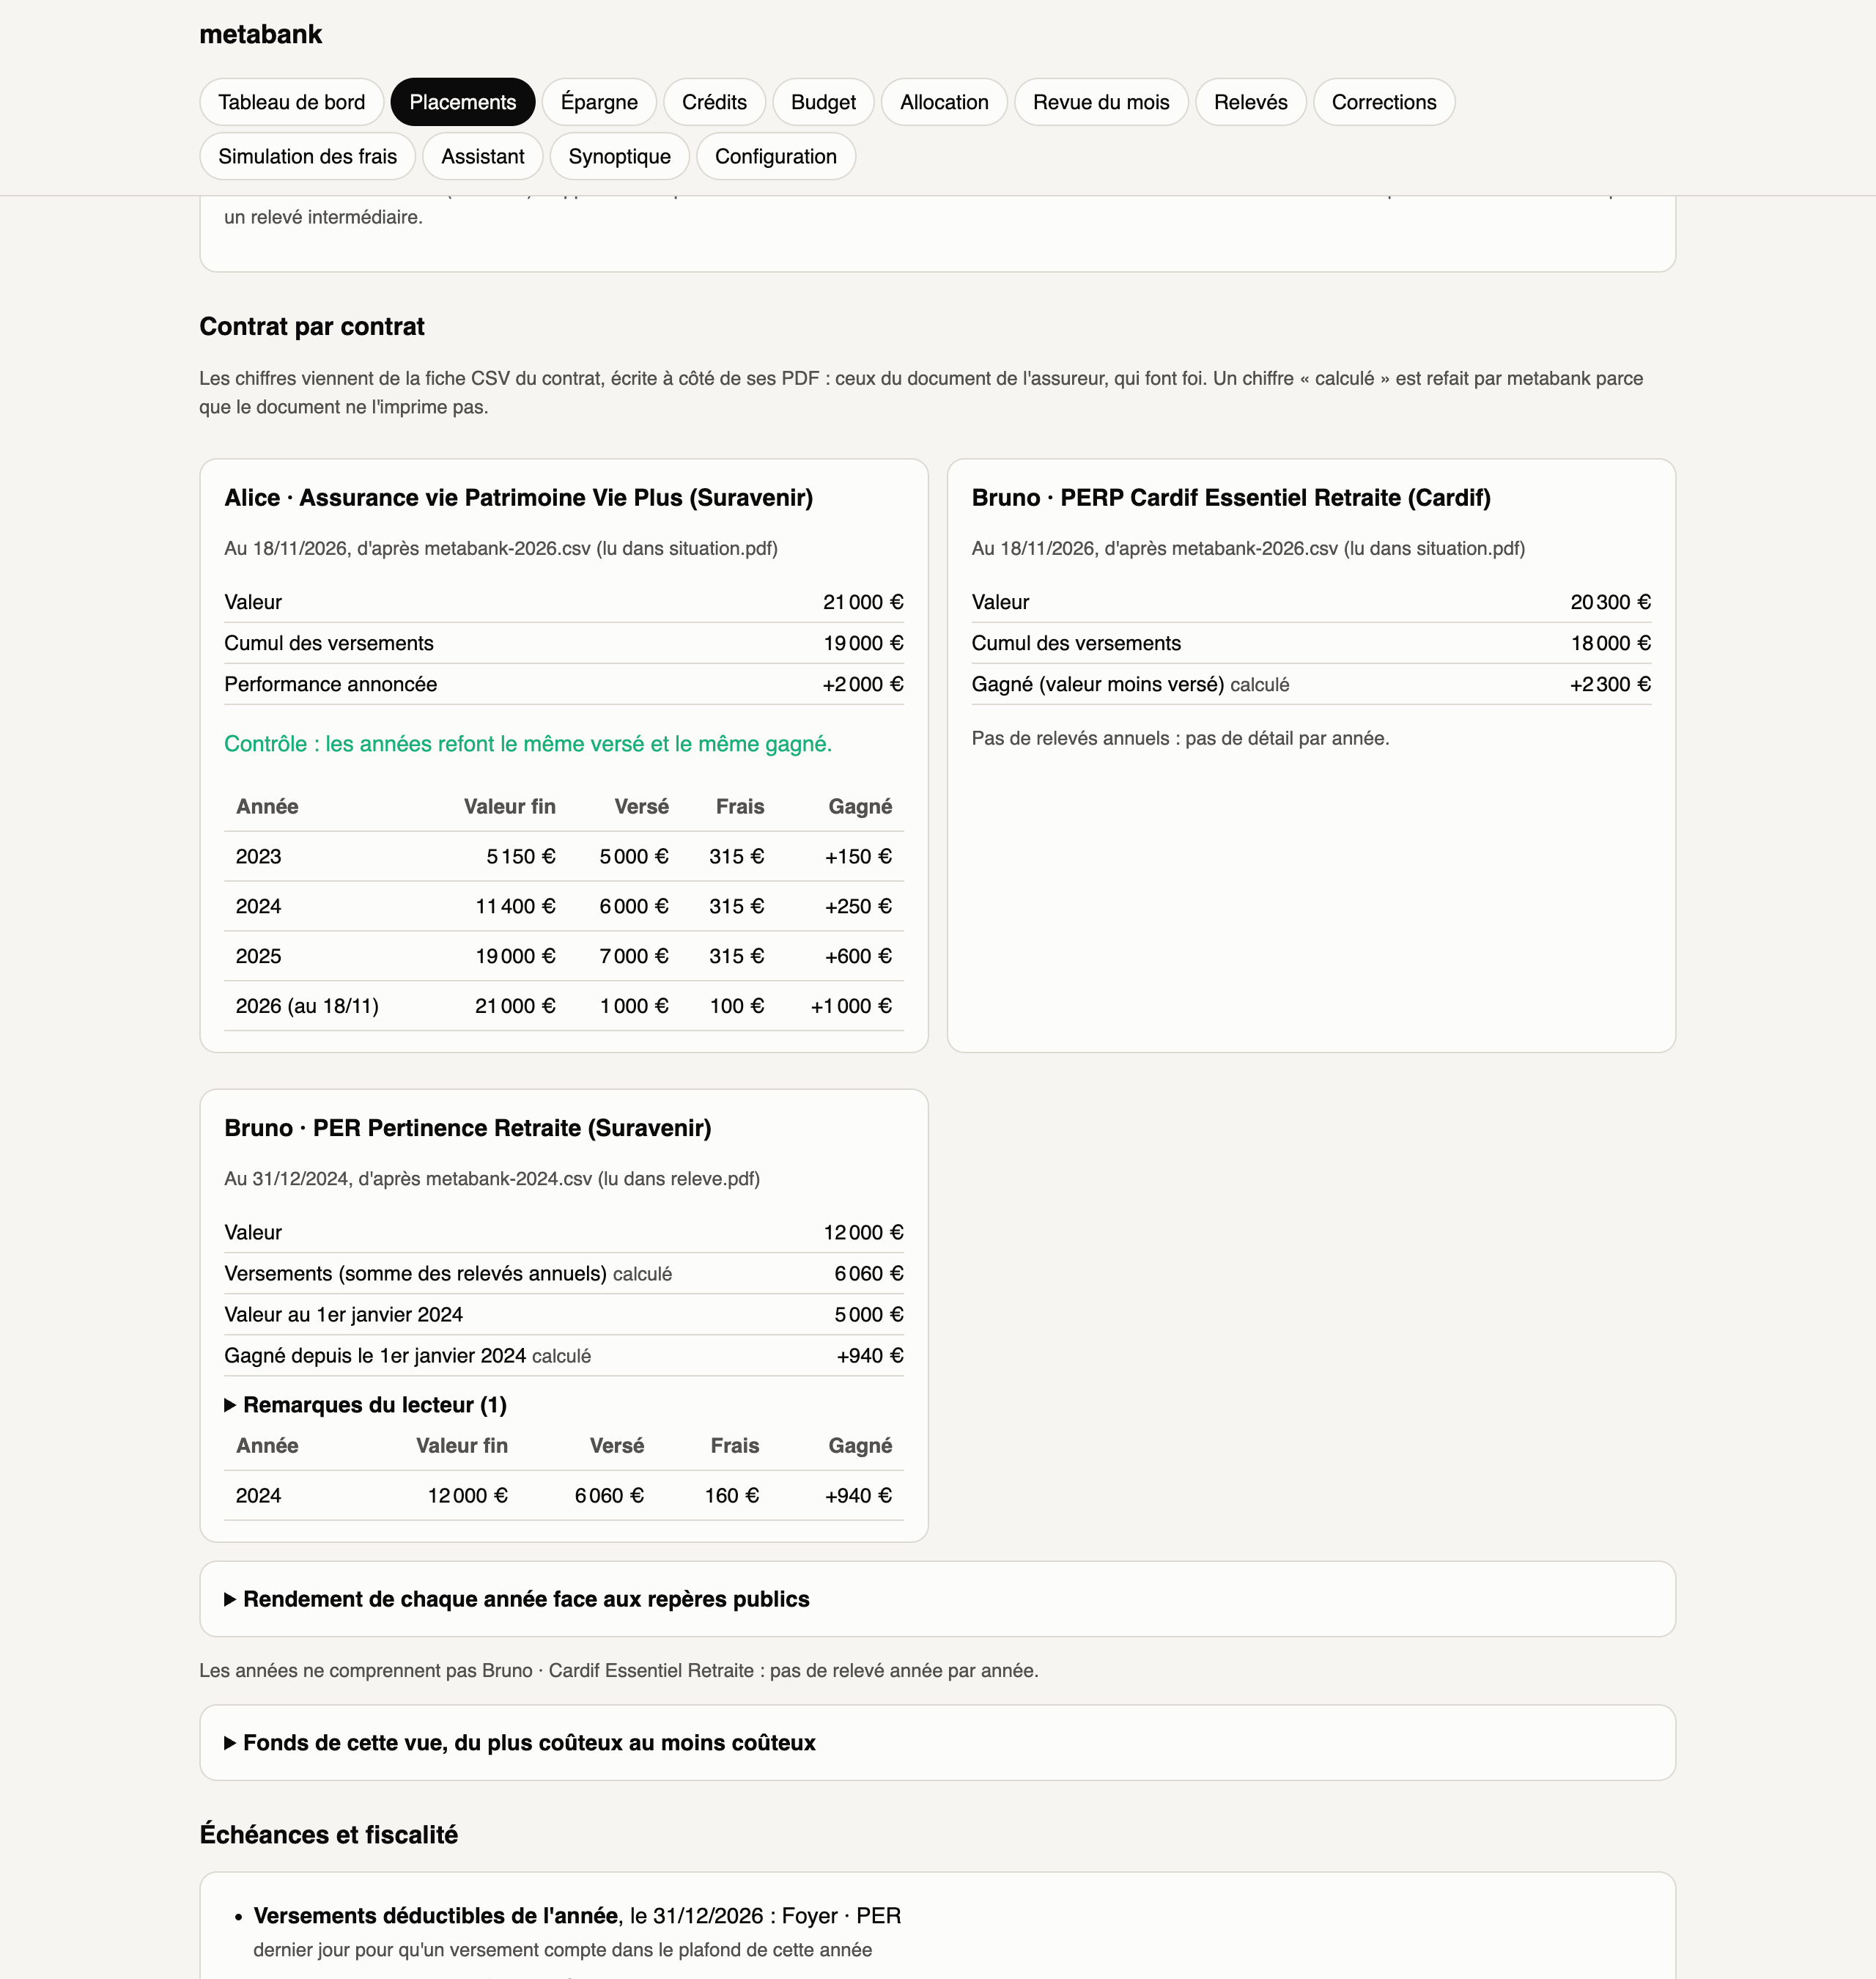 metabank
Tableau de bord
Placements
Épargne
Crédits
Budget
Allocation
Revue du mois
Relevés
Corrections
Simulation des frais
Assistant
Synoptique
Configuration
un relevé intermédiaire.
Contrat par contrat
Les chiffres viennent de la fiche CSV du contrat, écrite à côté de ses PDF : ceux du document de l'assureur, qui font foi. Un chiffre « calculé » est refait par metabank parce
que le document ne l'imprime pas.
Alice · Assurance vie Patrimoine Vie Plus (Suravenir)
Au 18/11/2026, d'après metabank-2026.csv (lu dans situation.pdf)
Valeur 21 000 €
Cumul des versements 19 000 €
Performance annoncée +2 000 €
Contrôle : les années refont le même versé et le même gagné.
Année Valeur fin Versé Frais Gagné
2023 5 150 € 5 000 € 315 € +150 €
2024 11 400 € 6 000 € 315 € +250 €
2025 19 000 € 7 000 € 315 € +600 €
2026 (au 18/11) 21 000 € 1 000 € 100 € +1 000 €
Bruno · PERP Cardif Essentiel Retraite (Cardif)
Au 18/11/2026, d'après metabank-2026.csv (lu dans situation.pdf)
Valeur 20 300 €
Cumul des versements 18 000 €
Gagné (valeur moins versé) calculé +2 300 €
Pas de relevés annuels : pas de détail par année.
Bruno · PER Pertinence Retraite (Suravenir)
Au 31/12/2024, d'après metabank-2024.csv (lu dans releve.pdf)
Valeur 12 000 €
Versements (somme des relevés annuels) calculé 6 060 €
Valeur au 1er janvier 2024 5 000 €
Gagné depuis le 1er janvier 2024 calculé +940 €
▶ Remarques du lecteur (1)
Année Valeur fin Versé Frais Gagné
2024 12 000 € 6 060 € 160 € +940 €
▶ Rendement de chaque année face aux repères publics
Les années ne comprennent pas Bruno · Cardif Essentiel Retraite : pas de relevé année par année.
▶ Fonds de cette vue, du plus coûteux au moins coûteux
Échéances et fiscalité
• Versements déductibles de l'année, le 31/12/2026 : Foyer · PER
dernier jour pour qu'un versement compte dans le plafond de cette année